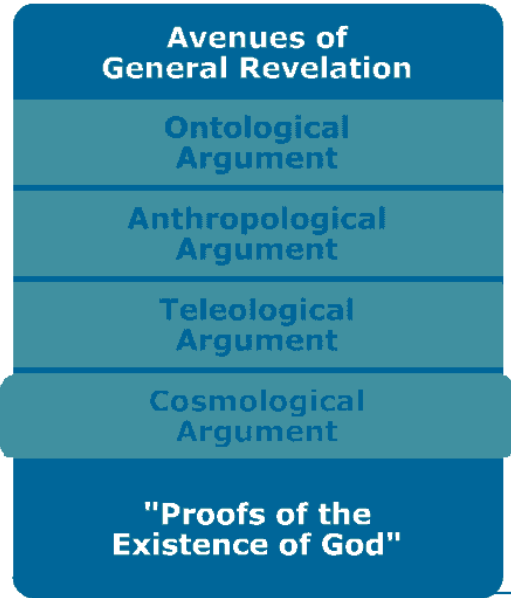 Avenues of
General Revelation
Ontological
Argument
Anthropological
Argument
Teleological
Argument
Cosmological
Argument
"Proofs of the
Existence of God"